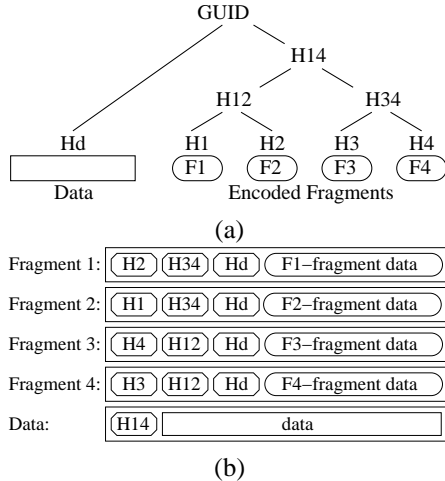 GUID
H14
H12 H34
Hd H1 H2 H3 H4
F1 F2 F3 F4
Data Encoded Fragments
(a)
Fragment 1: H2 H34 Hd F1−fragment data
Fragment 2: H1 H34 Hd F2−fragment data
Fragment 3: H4 H12 Hd F3−fragment data
Fragment 4: H3 H12 Hd F4−fragment data
Data: H14 data
(b)